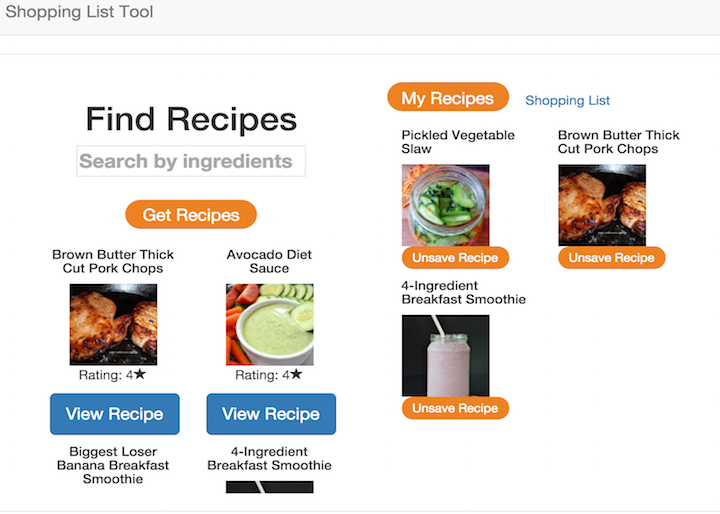 Shopping List Tool
Find Recipes
Search by ingredients
Get Recipes
Brown Butter Thick
Cut Pork Chops
Rating: 4★
View Recipe
Avocado Diet
Sauce
Rating: 4★
View Recipe
Biggest Loser
Banana Breakfast
Smoothie
4-Ingredient
Breakfast Smoothie
My Recipes
Shopping List
Pickled Vegetable
Slaw
Unsave Recipe
Brown Butter Thick
Cut Pork Chops
Unsave Recipe
4-Ingredient
Breakfast Smoothie
Unsave Recipe